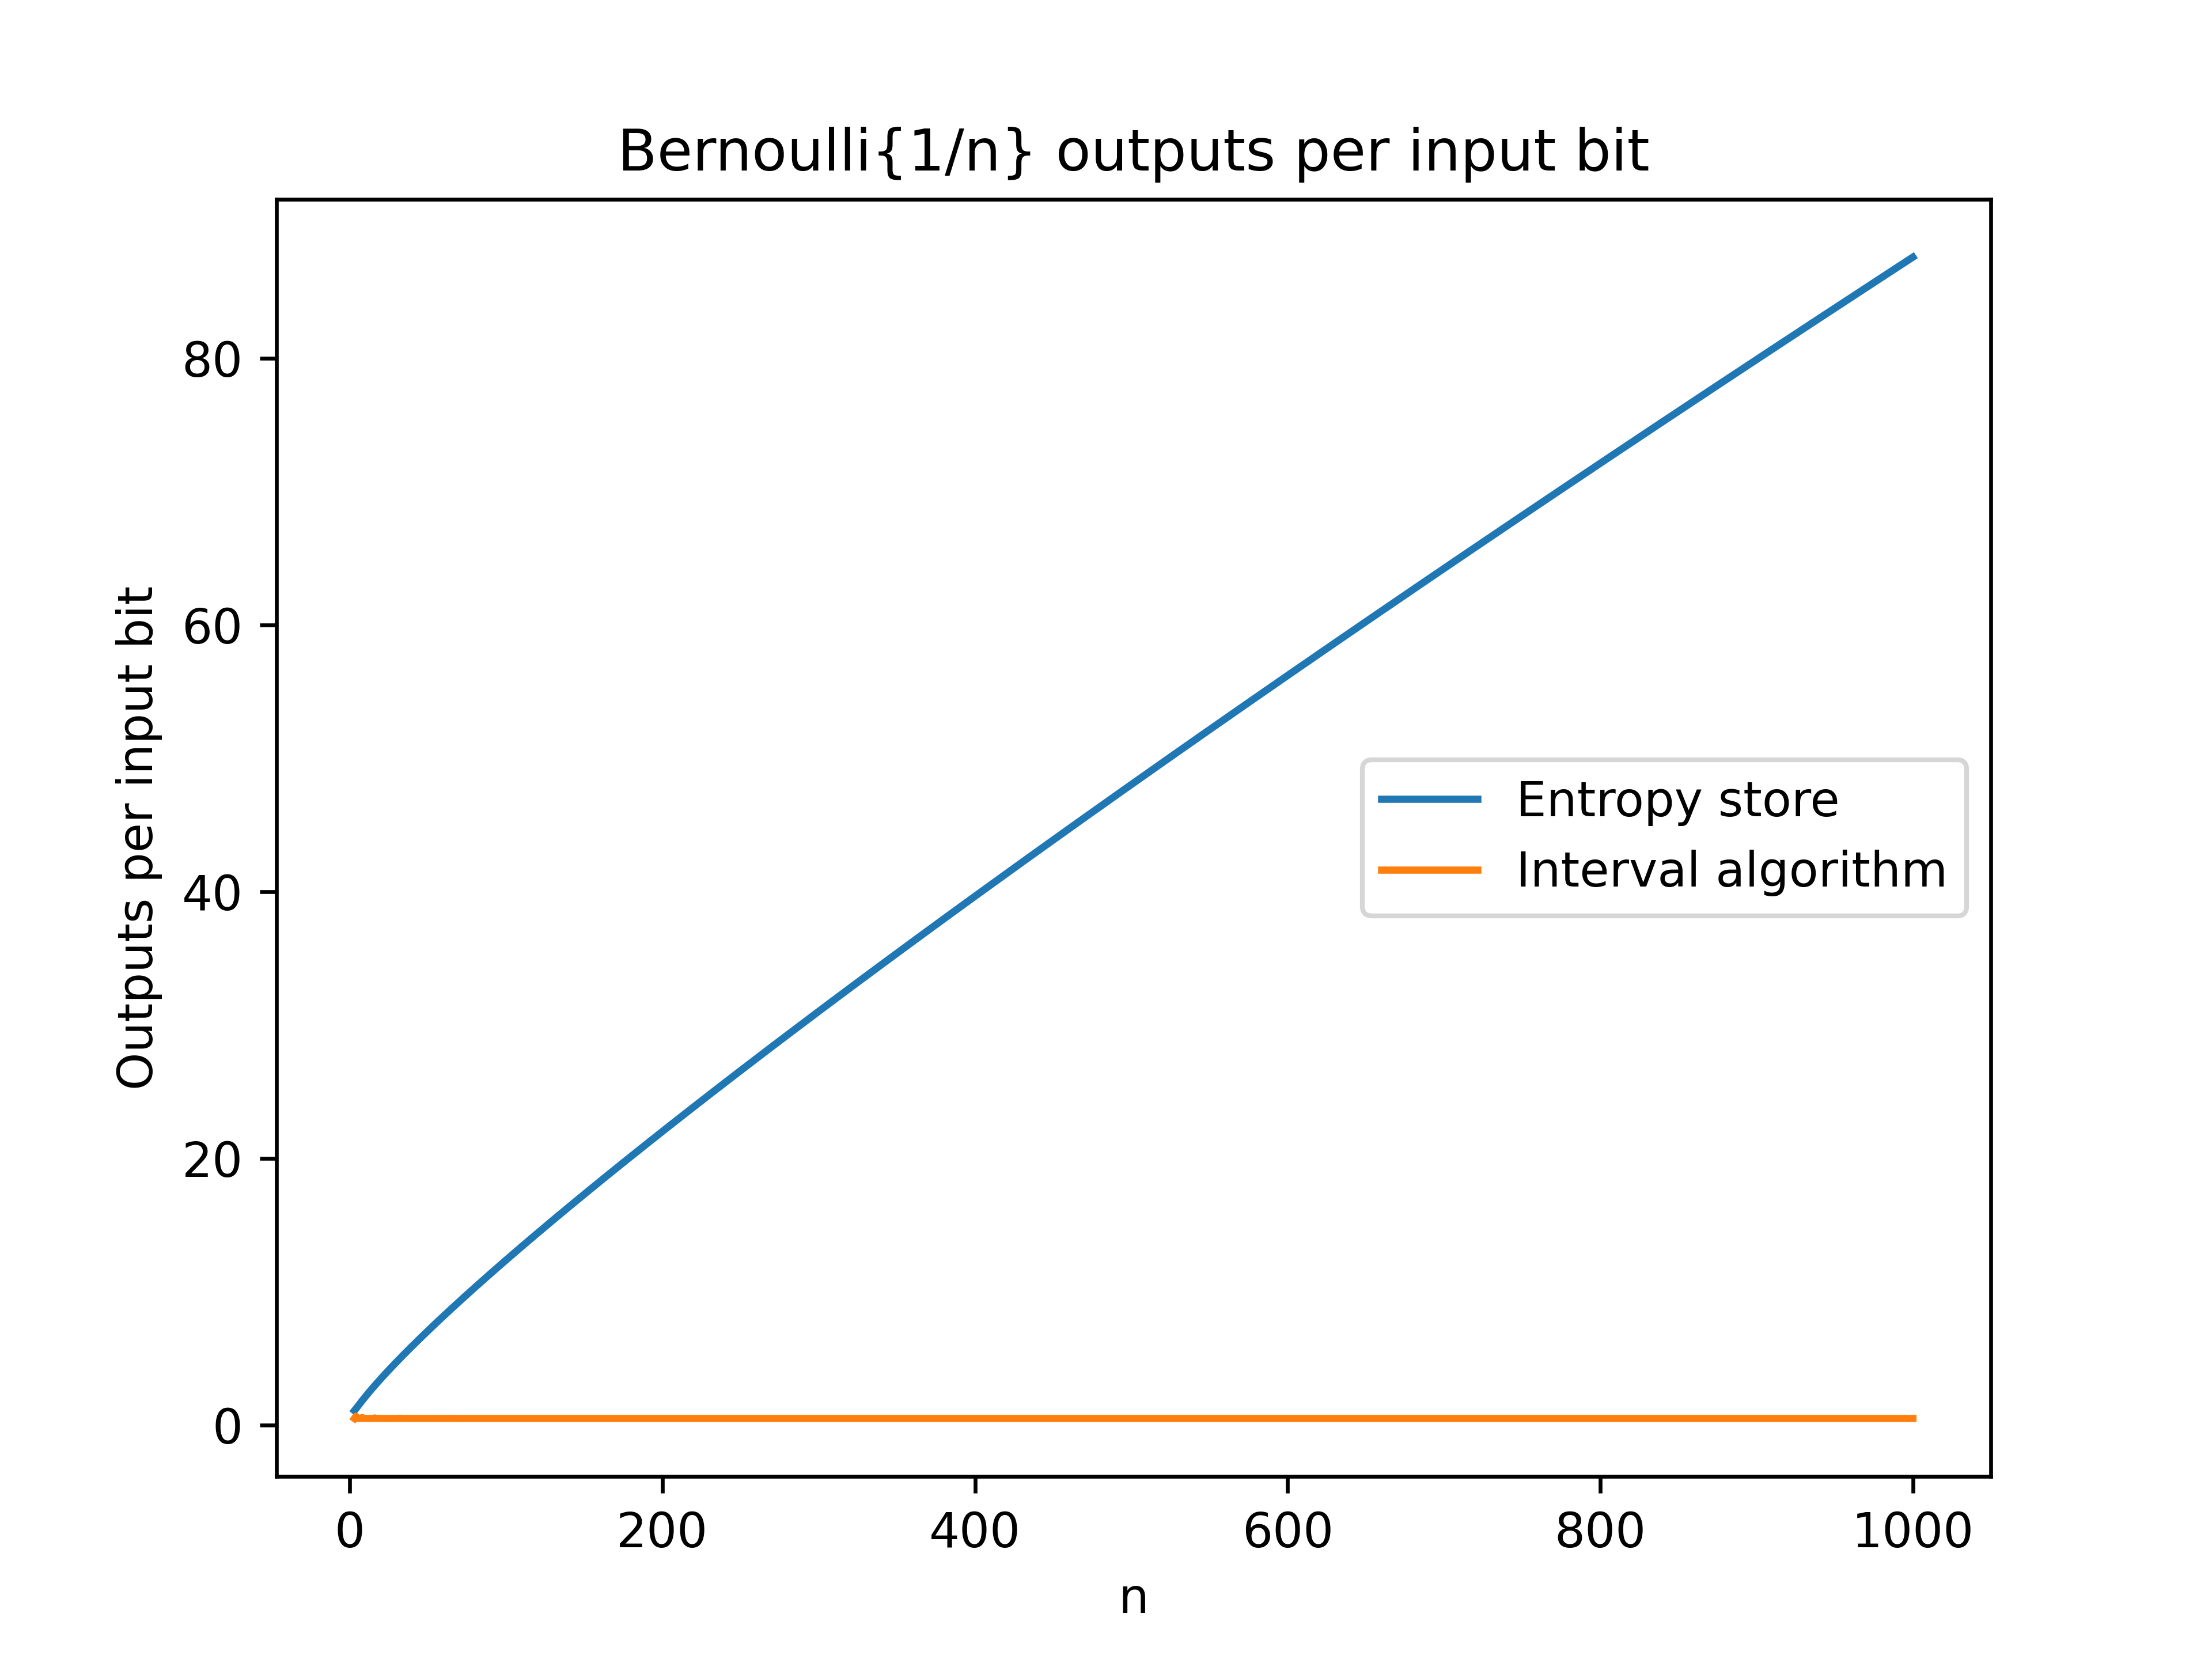 Bernoulli{1/n} outputs per input bit
Outputs per input bit
80
60
40
20
0
Entropy store
Interval algorithm
0 200 400 600 800 1000
n